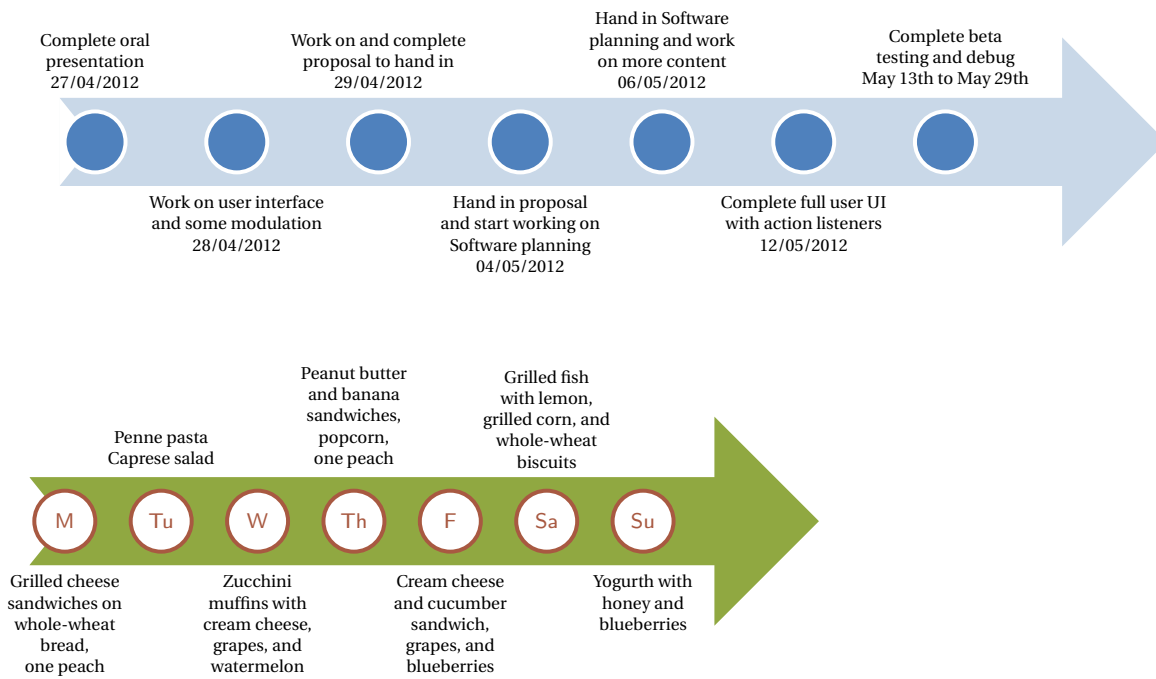 Complete oral
presentation
27/04/2012
Work on user interface
and some modulation
28/04/2012
Work on and complete
proposal to hand in
29/04/2012
Hand in proposal
and start working on
Software planning
04/05/2012
Hand in Software
planning and work
on more content
06/05/2012
Complete full user UI
with action listeners
12/05/2012
Complete beta
testing and debug
May 13th to May 29th
M
Grilled cheese
sandwiches on
whole-wheat
bread,
one peach
Tu
Penne pasta
Caprese salad
W
Zucchini
muffins with
cream cheese,
grapes, and
watermelon
Th
Peanut butter
and banana
sandwiches,
popcorn,
one peach
F
Cream cheese
and cucumber
sandwich,
grapes, and
blueberries
Sa
Grilled fish
with lemon,
grilled corn, and
whole-wheat
biscuits
Su
Yogurth with
honey and
blueberries